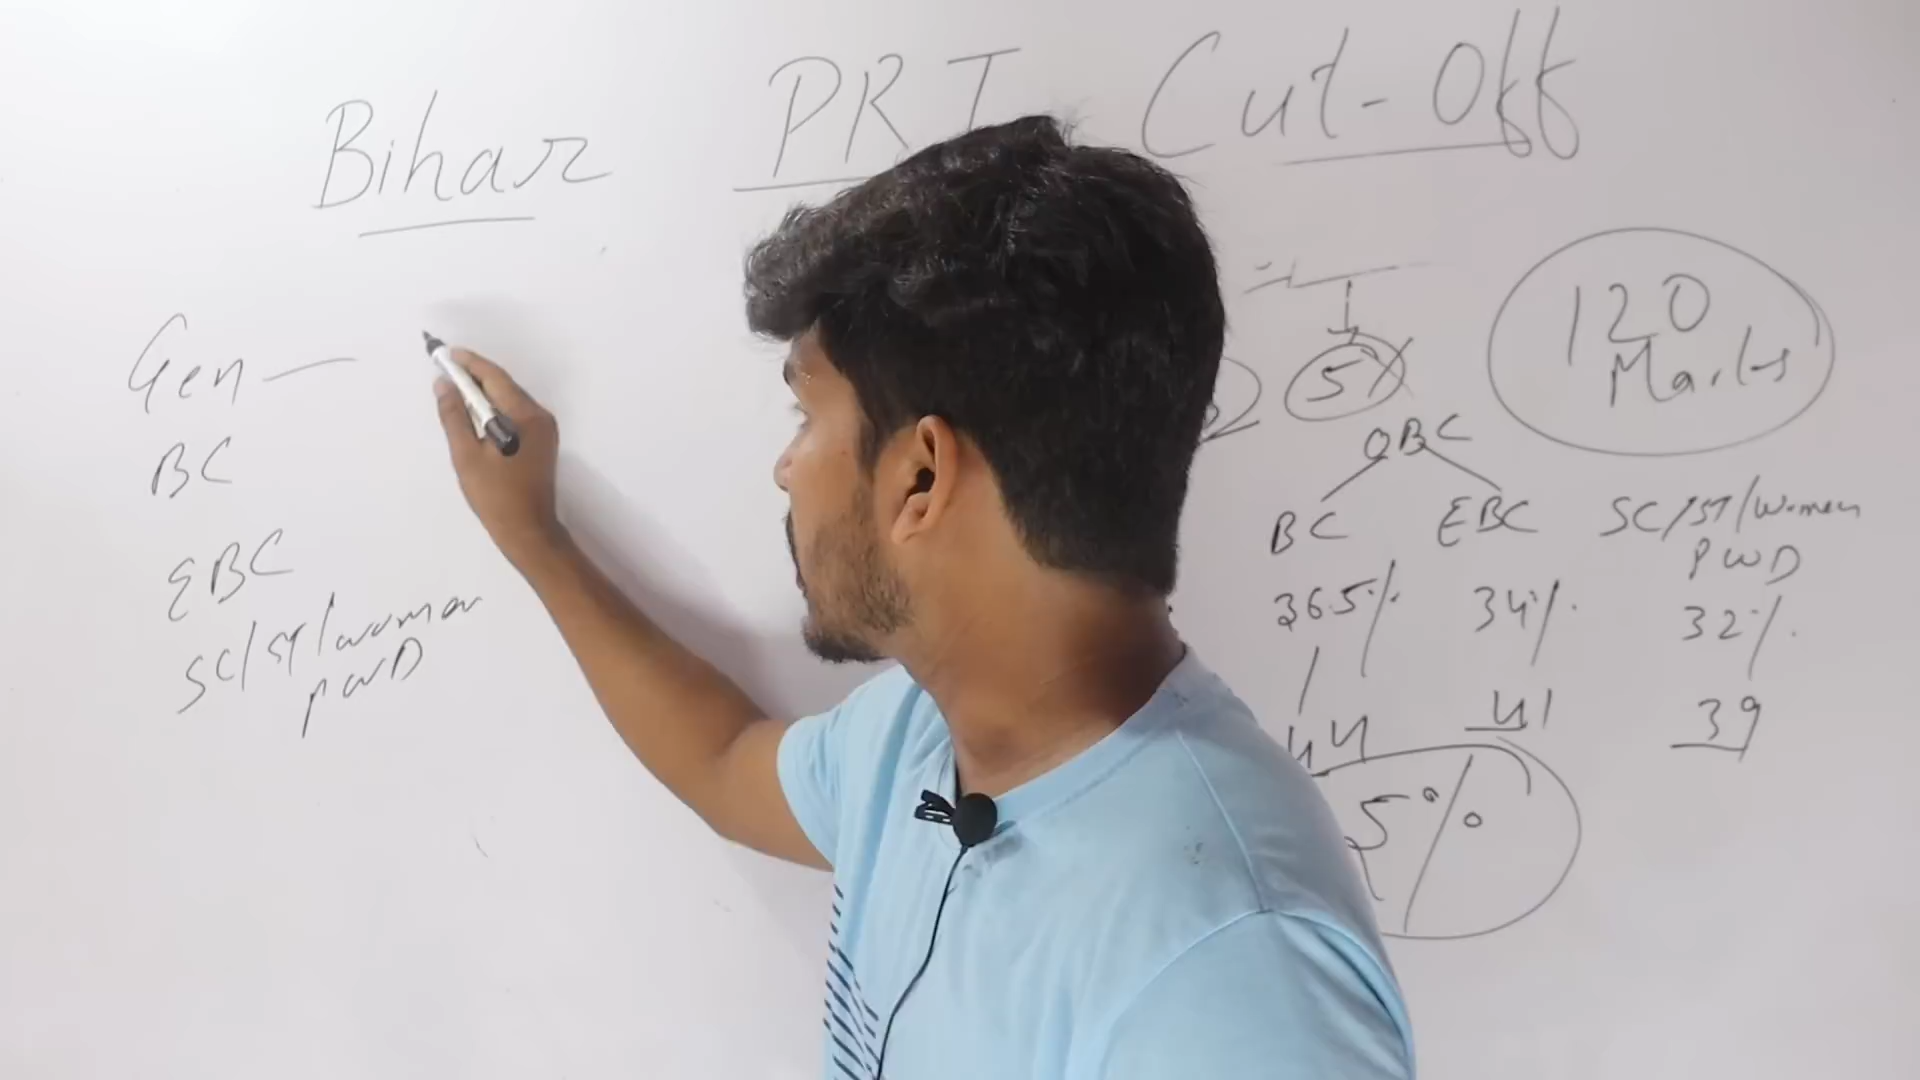 Bihar PRT Cut-Off
Gen —
BC
EBC
SC/ST/women
PWD
120
Marks
5%
OBC
BC EBC SC/ST/women
PWD
36.5% 34% 32%
44 41 39
5%